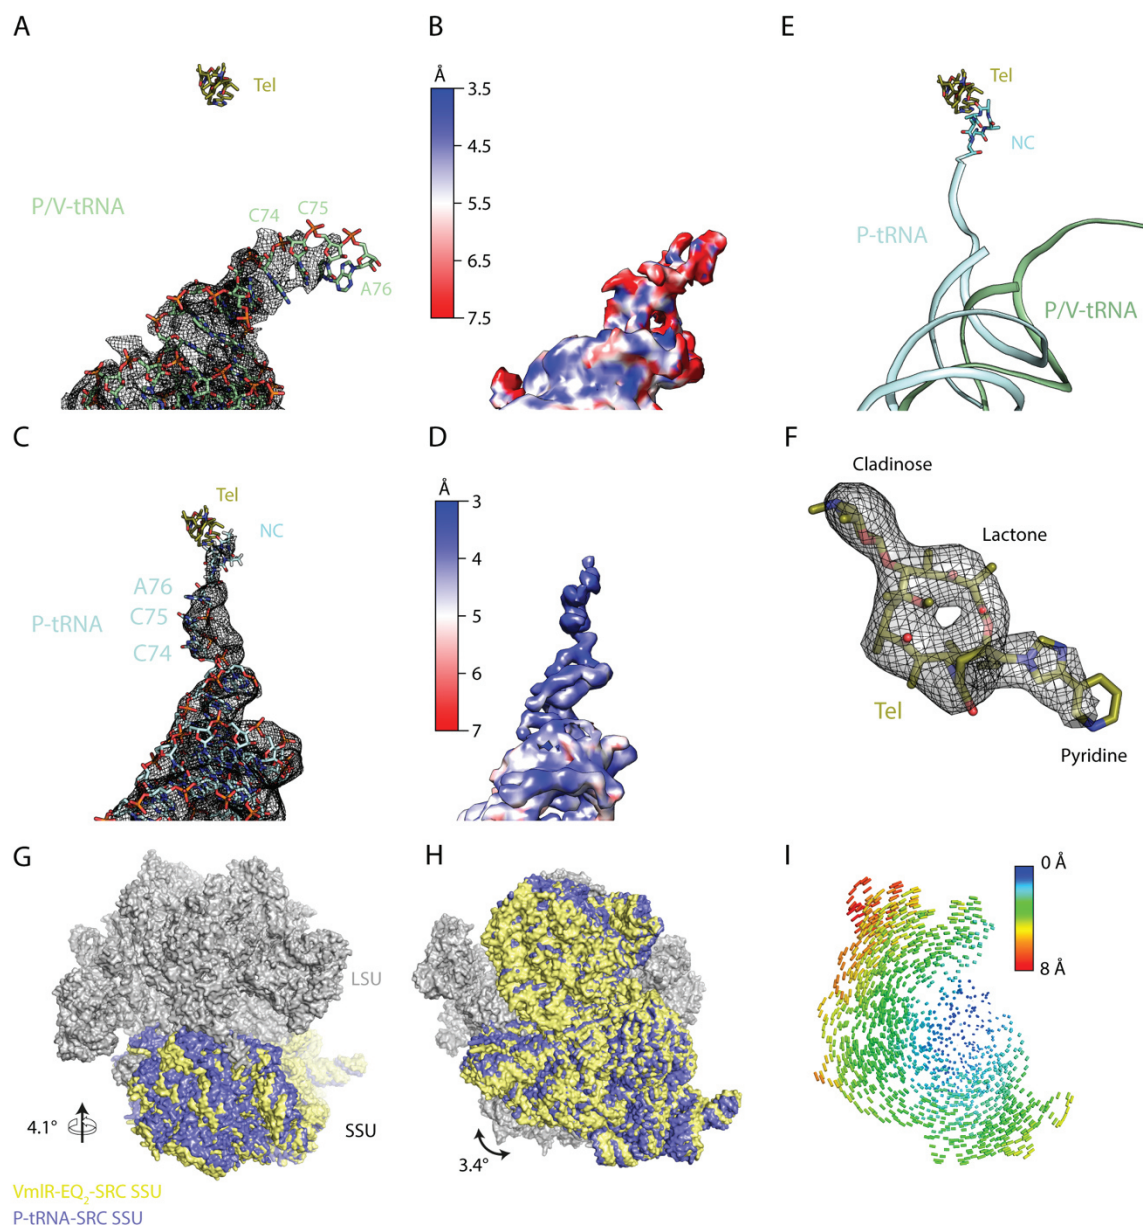 A
Tel
P/V-tRNA
C74
C75
A76
B
Å
3.5
4.5
5.5
6.5
7.5
E
Tel
NC
P-tRNA
P/V-tRNA
C
Tel
NC
A76
P-tRNA
C75
C74
D
Å
3
4
5
6
7
F
Cladinose
Lactone
Tel
Pyridine
G
LSU
4.1°
SSU
H
3.4°
I
0 Å
8 Å
VmlR-EQ₂-SRC SSU
P-tRNA-SRC SSU